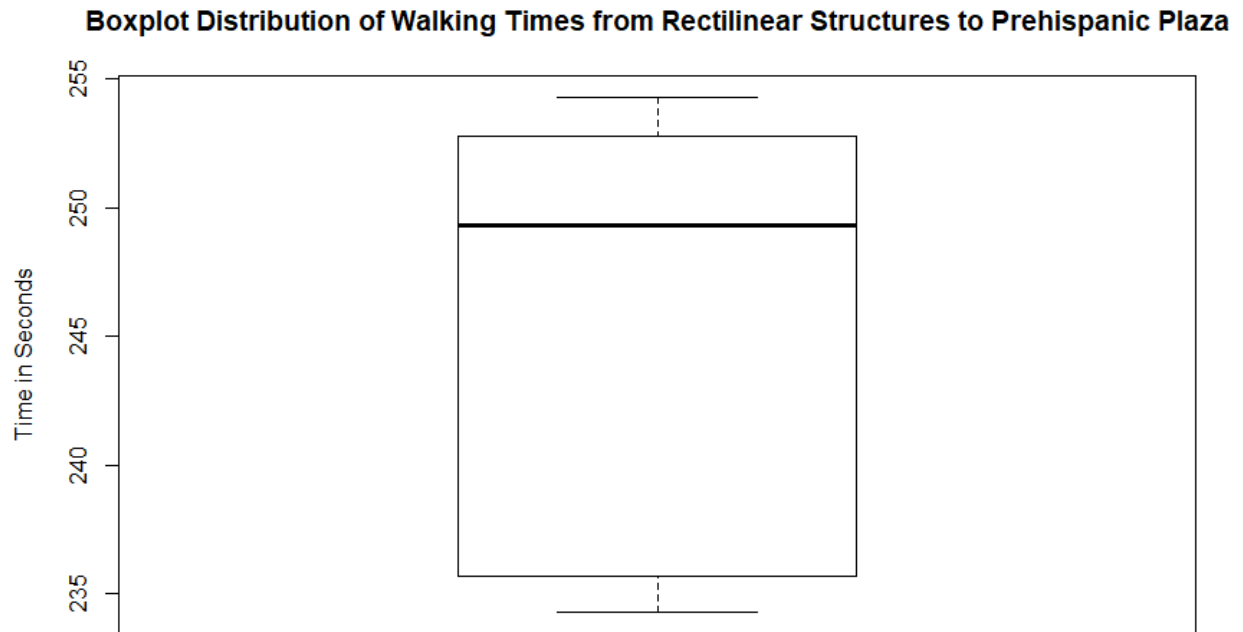 Boxplot Distribution of Walking Times from Rectilinear Structures to Prehispanic Plaza
Time in Seconds
255
250
245
240
235